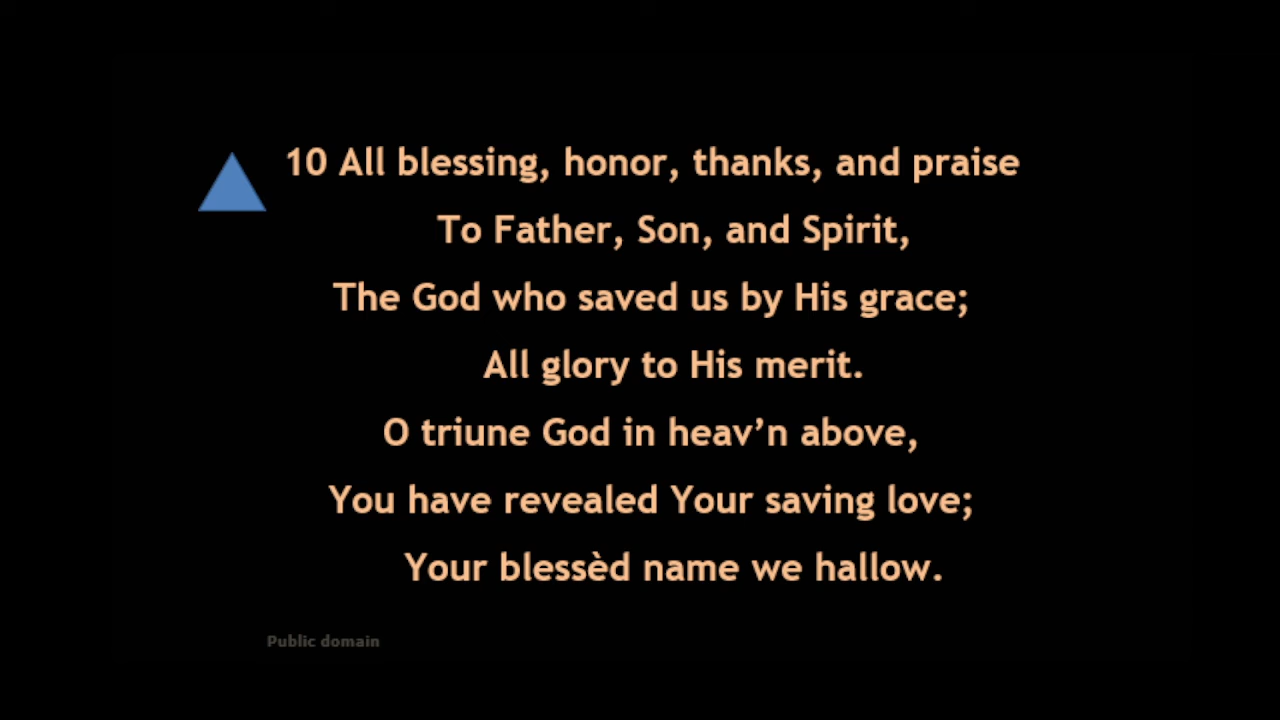 10 All blessing, honor, thanks, and praise
To Father, Son, and Spirit,
The God who saved us by His grace;
All glory to His merit.
O triune God in heav’n above,
You have revealed Your saving love;
Your blessèd name we hallow.
Public domain